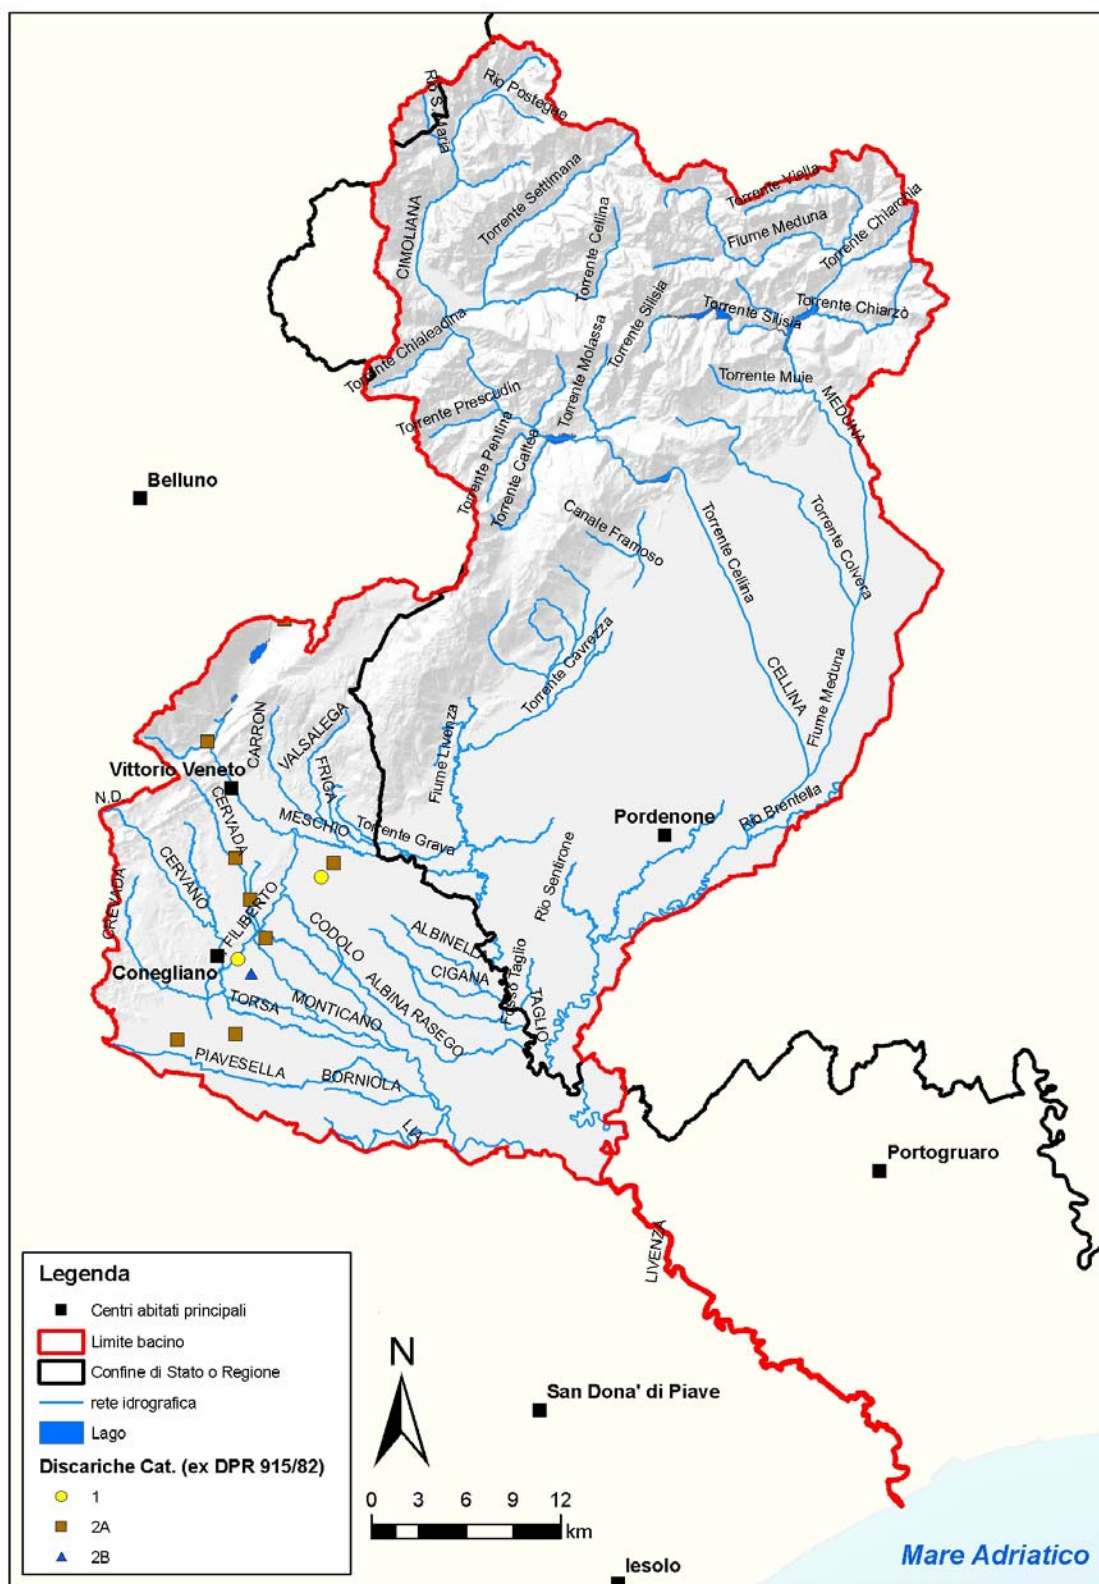 Rio Postegue
Rio S. Maria
Torrente Settimana
Torrente Viella
CIMOLIANA
Torrente Cellina
Fiume Meduna
Torrente Chiarchia
Torrente Silisia
Torrente Silisia
Torrente Chiarzò
Torrente Chialeadina
Torrente Molassa
Torrente Muie
MEDUNA
Torrente Prescudin
Torrente Pentina
Torrente Caltea
Belluno
Canale Framoso
Torrente Cellina
Torrente Colvera
Torrente Cavrezza
CELLINA
Fiume Meduna
Fiume Livenza
CARRON
VALSALEGA
FRIGA
Vittorio Veneto
N.D.
CERVADA
MESCHIO
Torrente Grava
Pordenone
Rio Brentella
CERVANO
CREVADA
FILIBERTO
Rio Sentirone
CODOLO
ALBINELL
CIGANA
Conegliano
Fosso Taglio
TAGLIO
TORSA
MONTICANO
ALBINA RASEGO
PIAVESELLA
BORNIOLA
LIA
Portogruaro
LIVENZA
Legenda
Centri abitati principali
Limite bacino
Confine di Stato o Regione
rete idrografica
Lago
Discariche Cat. (ex DPR 915/82)
1
2A
2B
N
0 3 6 9 12
km
San Dona' di Piave
Iesolo
Mare Adriatico